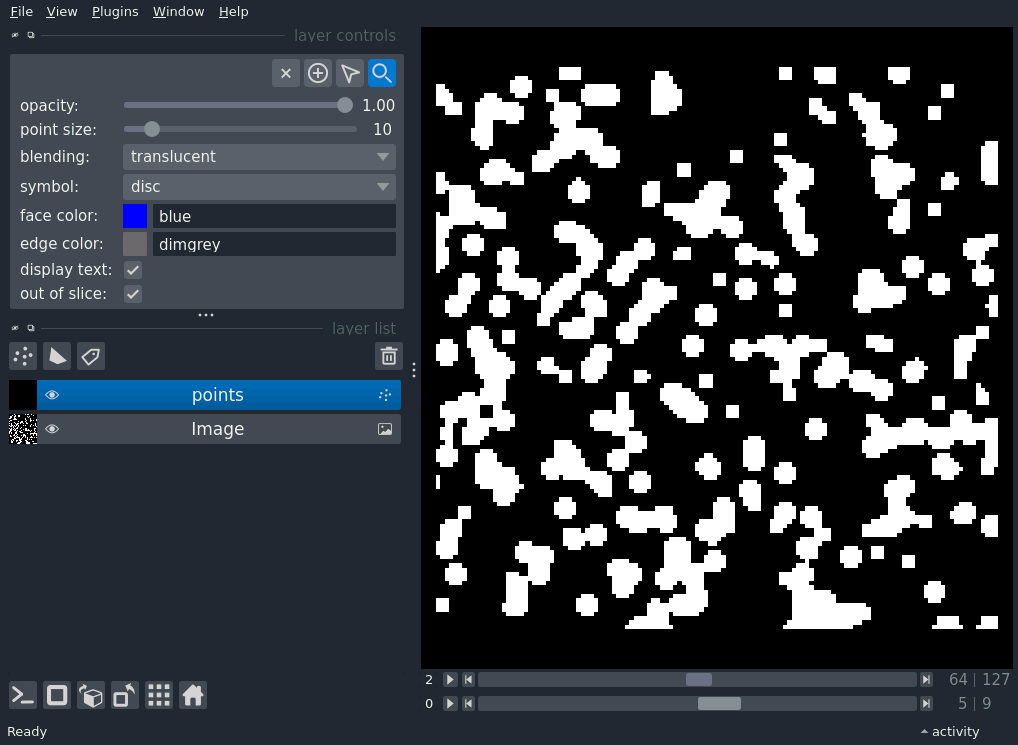 File View Plugins Window Help
layer controls
opacity: 1.00
point size: 10
blending: translucent
symbol: disc
face color: blue
edge color: dimgrey
display text:
out of slice:
layer list
points
Image
2 64 | 127
0 5 | 9
Ready activity